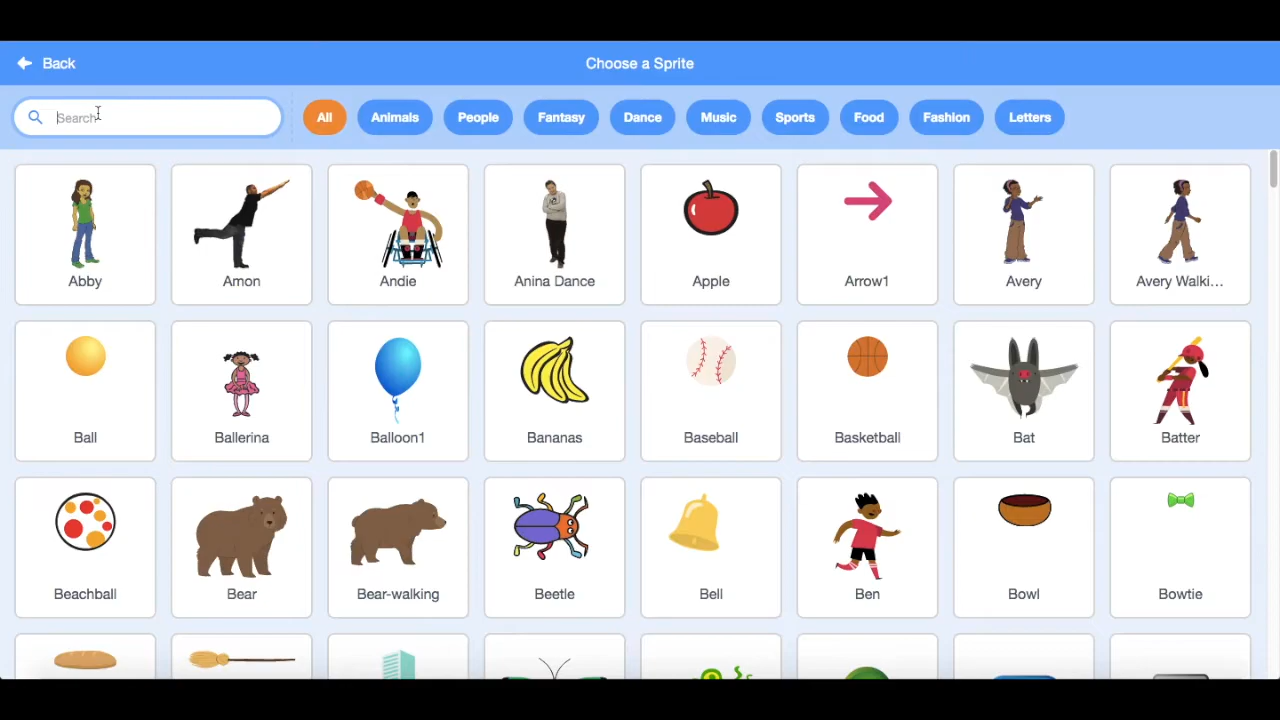 Back
Choose a Sprite
Search
All
Animals
People
Fantasy
Dance
Music
Sports
Food
Fashion
Letters
Abby
Amon
Andie
Anina Dance
Apple
Arrow1
Avery
Avery Walki...
Ball
Ballerina
Balloon1
Bananas
Baseball
Basketball
Bat
Batter
Beachball
Bear
Bear-walking
Beetle
Bell
Ben
Bowl
Bowtie